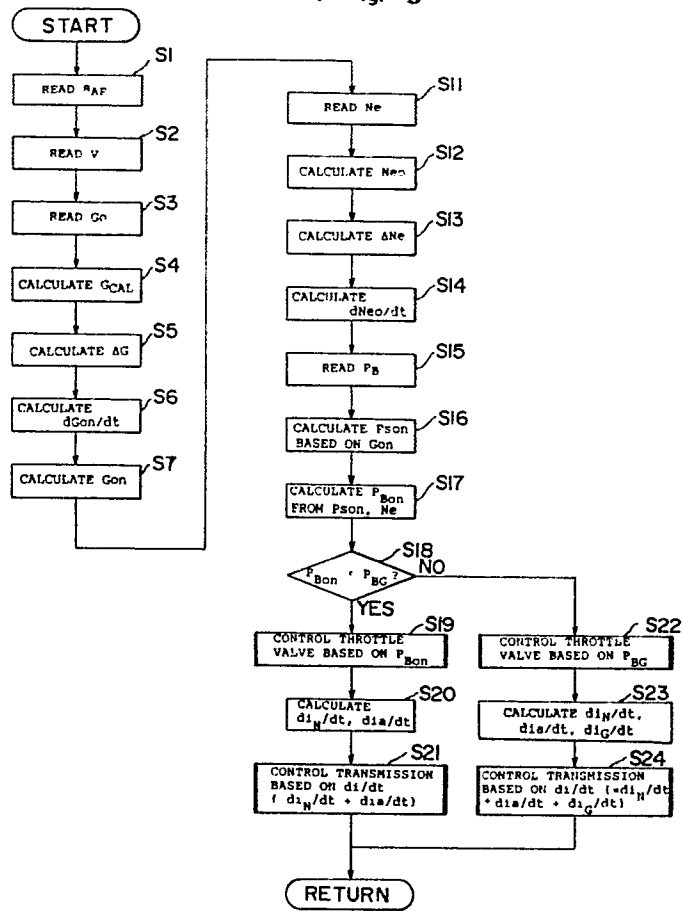 START
S1
READ
S2
READ V
S3
READ Go
S4
CALCULATE GCAL
S5
CALCULATE ΔG
S6
CALCULATE
dGon/dt
S7
CALCULATE Gon
S11
READ Ne
S12
CALCULATE Neo
S13
CALCULATE ΔNe
S14
CALCULATE
dNeo/dt
S15
READ PB
S16
CALCULATE Pson
BASED ON Gon
S17
CALCULATE PBon
FROM Pson, Ne
S18
PBon PBG ?
NO
YES
S19
CONTROL THROTTLE
VALVE BASED ON PBon
S20
CALCULATE
diN/dt, dia/dt
S21
CONTROL TRANSMISSION
BASED ON di/dt
( diN/dt + dia/dt)
S22
CONTROL THROTTLE
VALVE BASED ON PBG
S23
CALCULATE diN/dt,
dia/dt, diG/dt
S24
CONTROL TRANSMISSION
BASED ON di/dt (=diN/dt
+ dia/dt + diG/dt)
RETURN